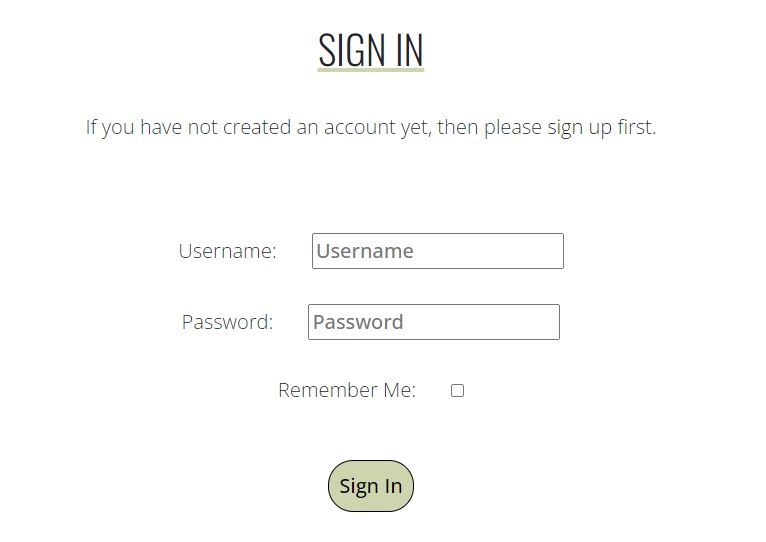 SIGN IN
If you have not created an account yet, then please sign up first.
Username: Username
Password: Password
Remember Me:
Sign In